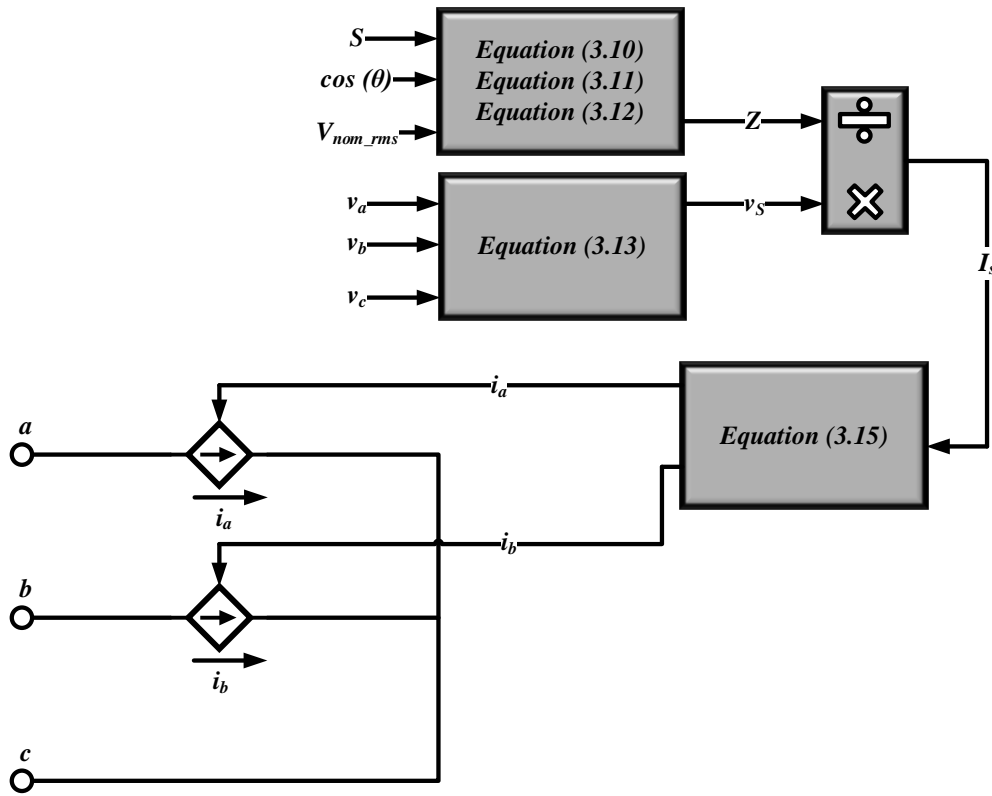 S
cos (θ)
V_nom_rms
Equation (3.10)
Equation (3.11)
Equation (3.12)
Z
v_a
v_b
v_c
Equation (3.13)
v_S
I_s
i_a
Equation (3.15)
a
i_a
i_b
b
i_b
c